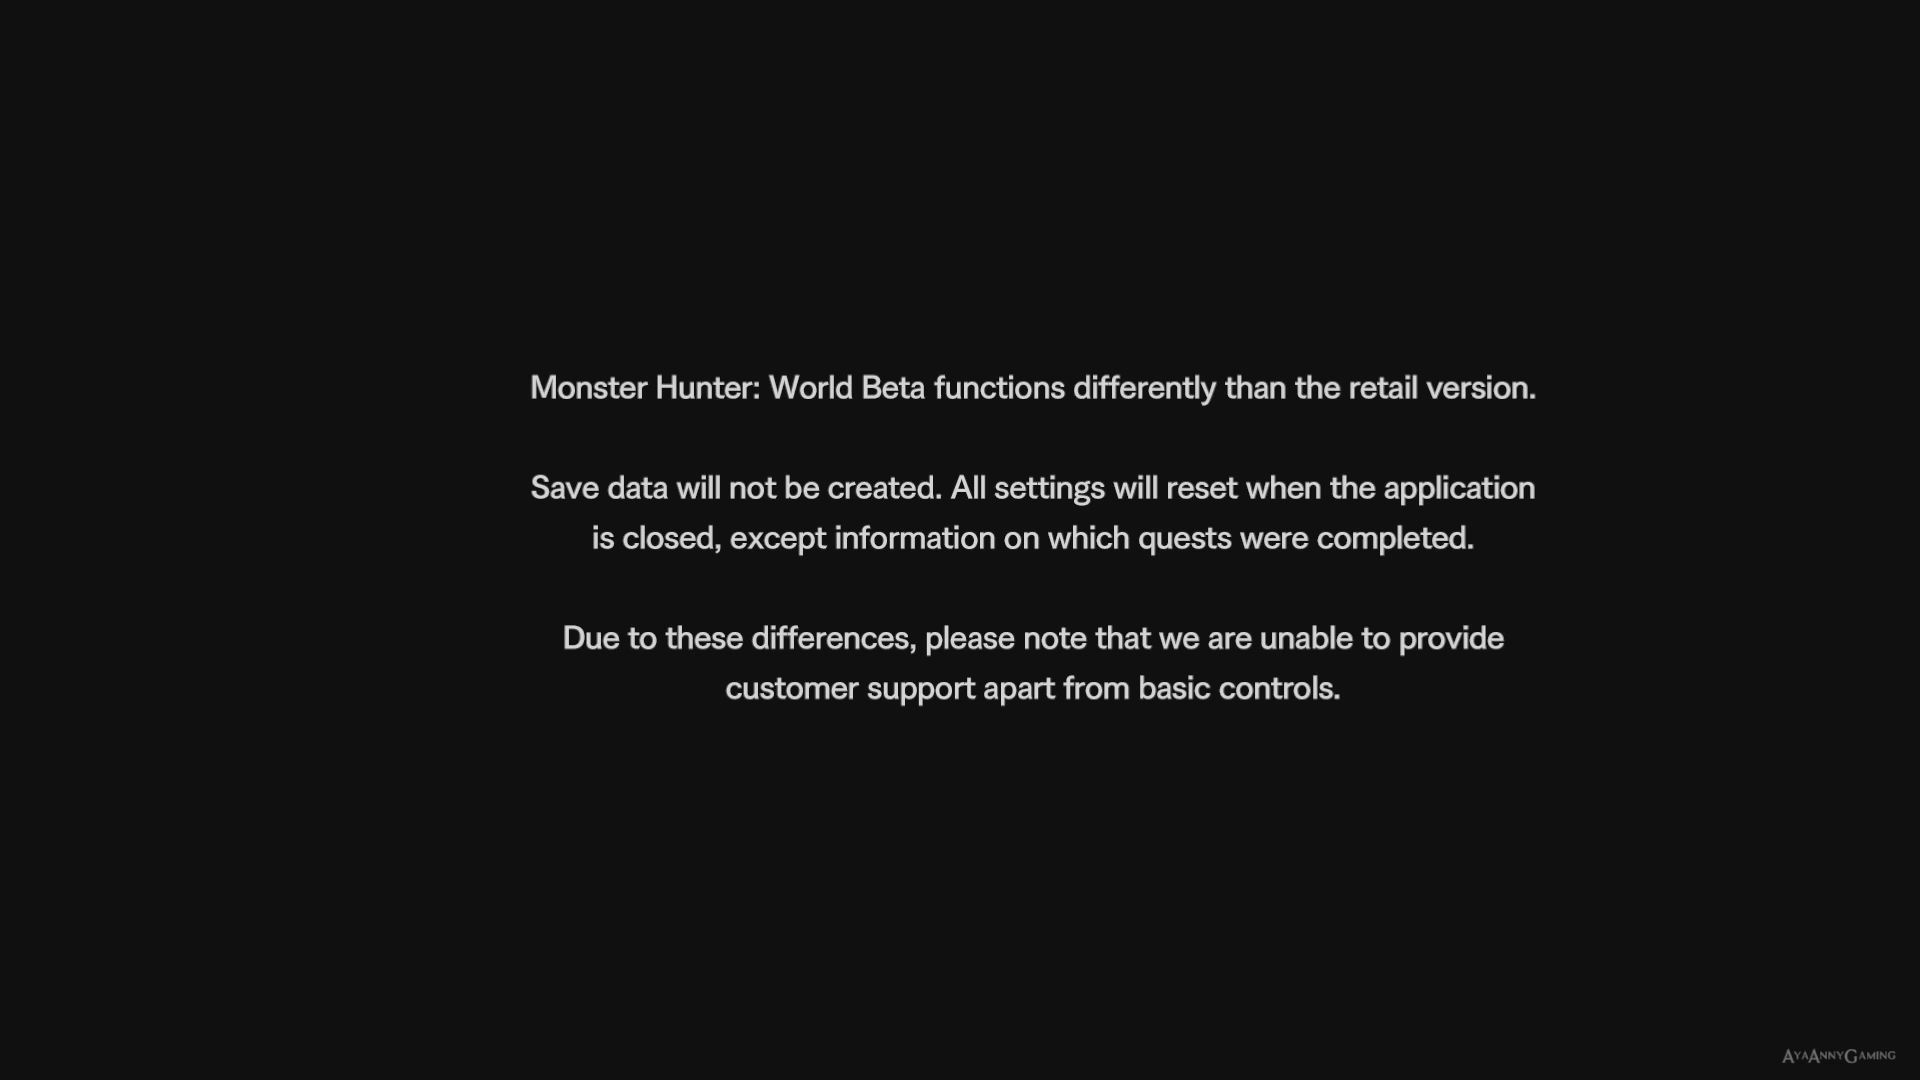 Monster Hunter: World Beta functions differently than the retail version.
Save data will not be created. All settings will reset when the application
is closed, except information on which quests were completed.
Due to these differences, please note that we are unable to provide
customer support apart from basic controls.
AyaAnnyGaming